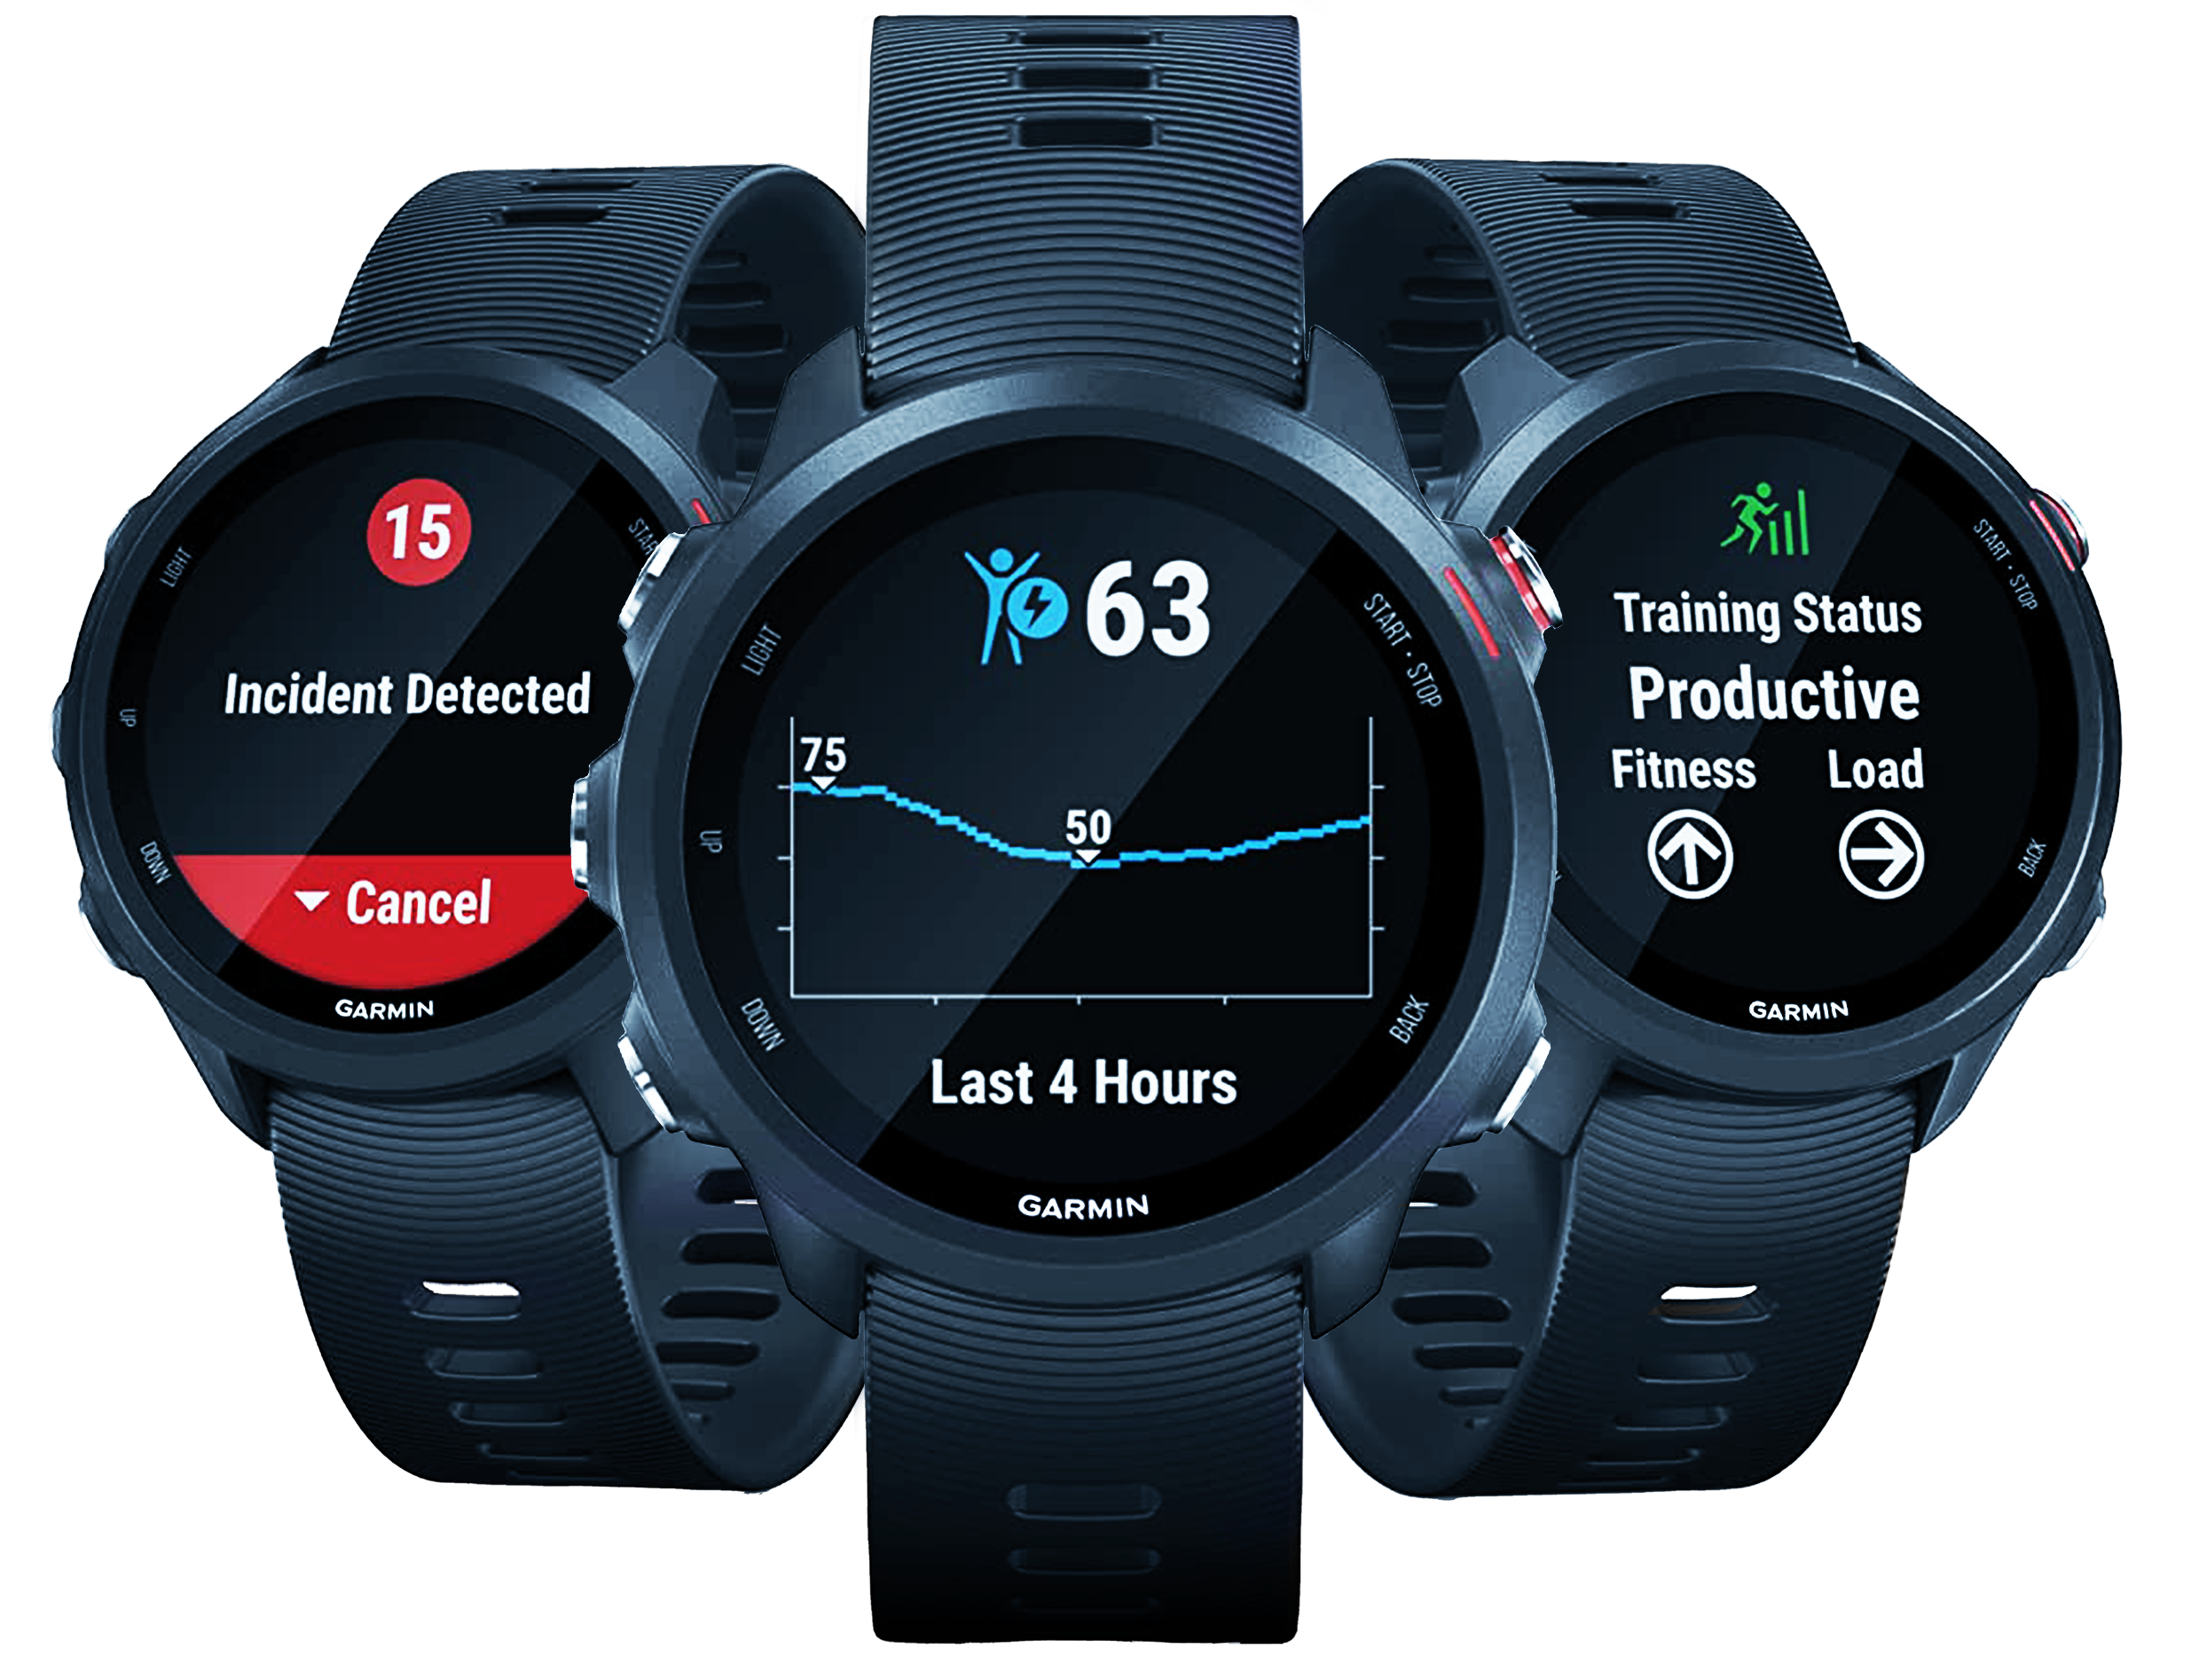 15
Incident Detected
Cancel
LIGHT
UP
DOWN
GARMIN
63
75
50
Last 4 Hours
LIGHT
UP
DOWN
START • STOP
BACK
GARMIN
Training Status
Productive
Fitness Load
START • STOP
BACK
GARMIN